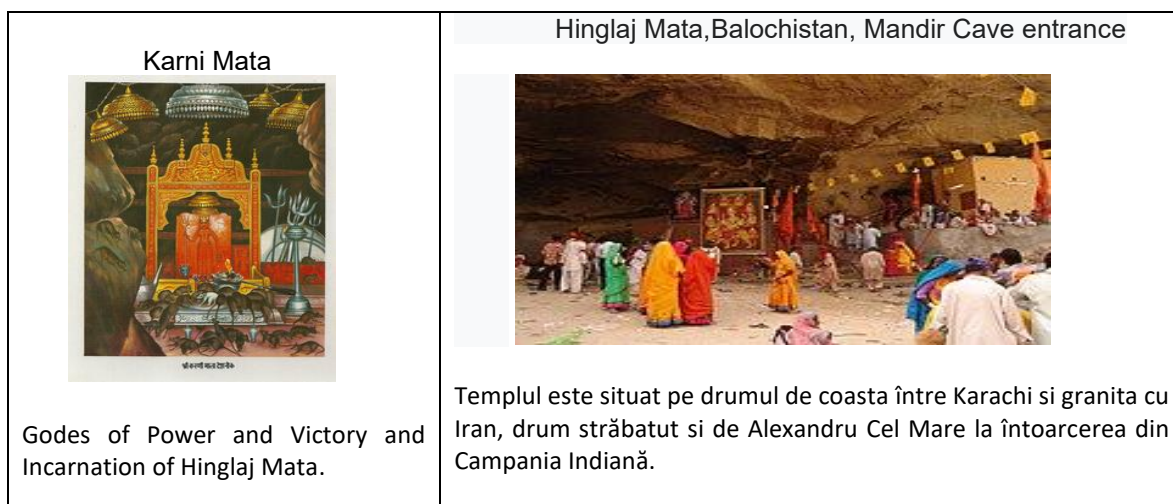 Karni Mata
Godes of Power and Victory and
Incarnation of Hinglaj Mata.
Hinglaj Mata,Balochistan, Mandir Cave entrance
Templul este situat pe drumul de coasta între Karachi si granita cu
Iran, drum străbatut si de Alexandru Cel Mare la întoarcerea din
Campania Indiană.